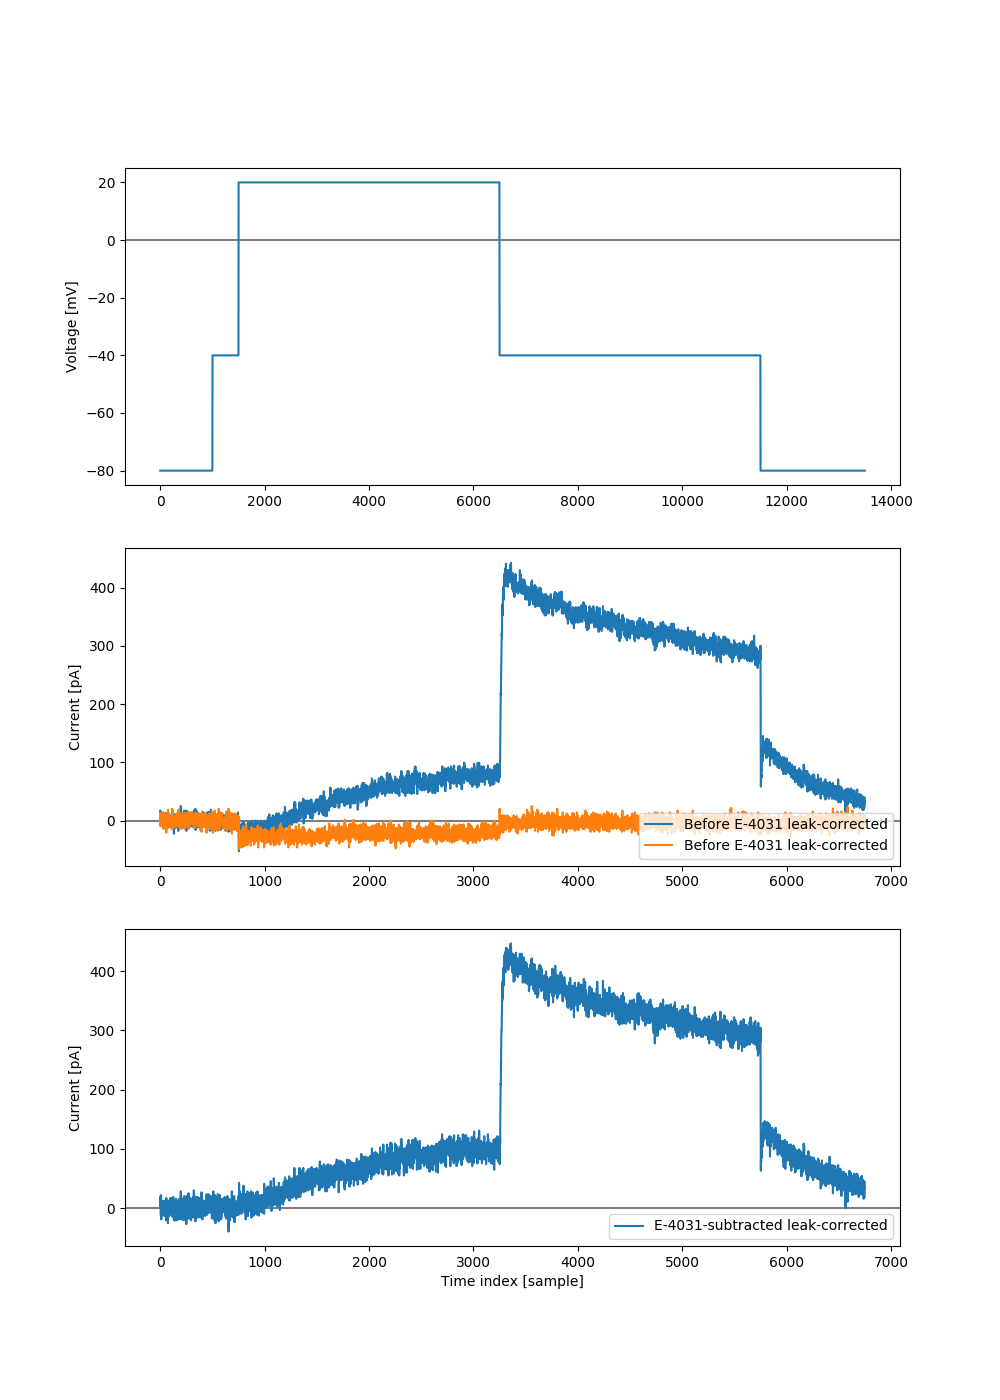 20
0
−20
−40
−60
−80
Voltage [mV]
0 2000 4000 6000 8000 10000 12000 14000
400
300
200
100
0
Current [pA]
Before E-4031 leak-corrected
Before E-4031 leak-corrected
0 1000 2000 3000 4000 5000 6000 7000
400
300
200
100
0
Current [pA]
E-4031-subtracted leak-corrected
0 1000 2000 3000 4000 5000 6000 7000
Time index [sample]